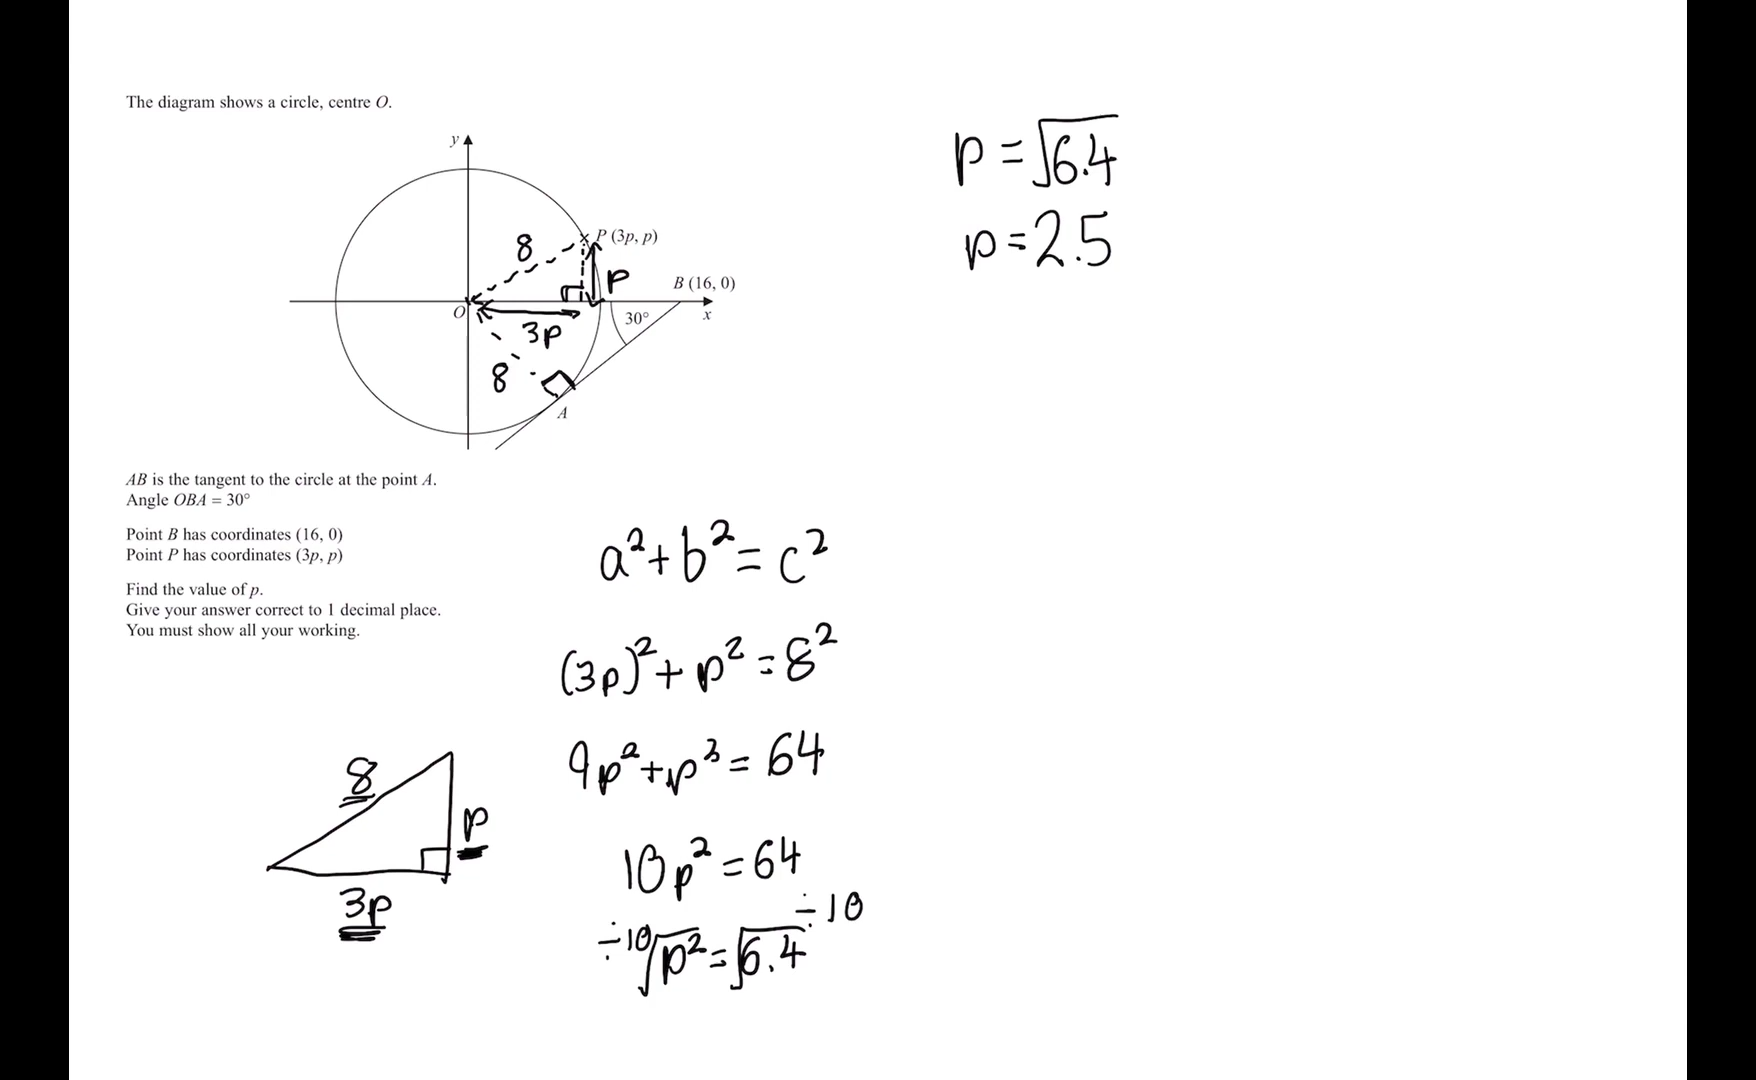 The diagram shows a circle, centre O.
y
8
P (3p, p)
p
B (16, 0)
O
3p
30°
x
8
A
AB is the tangent to the circle at the point A.
Angle OBA = 30°
Point B has coordinates (16, 0)
Point P has coordinates (3p, p)
Find the value of p.
Give your answer correct to 1 decimal place.
You must show all your working.
8
p
3p
a² + b² = c²
(3p)² + p² = 8²
9p² + p² = 64
10p² = 64
÷10 ÷10
√p² = √6.4
p = √6.4
p = 2.5